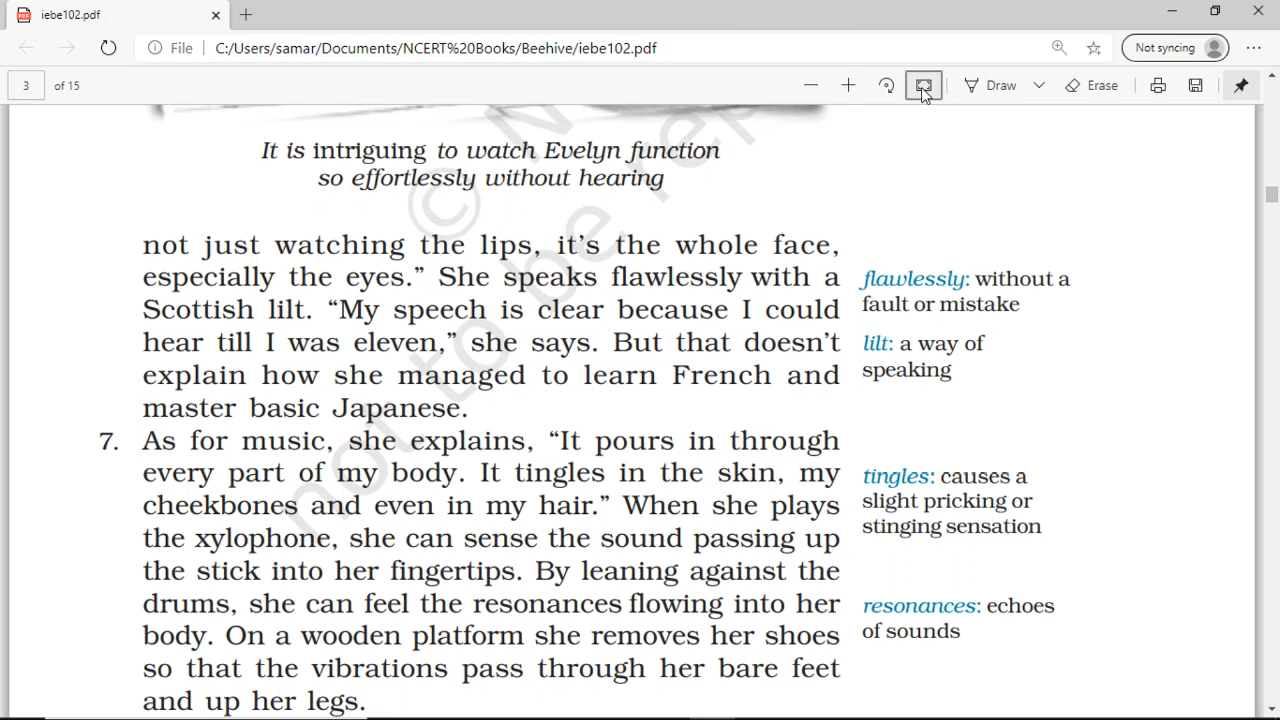 iebe102.pdf
File C:/Users/samar/Documents/NCERT%20Books/Beehive/iebe102.pdf Not syncing
3 of 15 Draw Erase
It is intriguing to watch Evelyn function
so effortlessly without hearing
not just watching the lips, it's the whole face,
especially the eyes.” She speaks flawlessly with a
Scottish lilt. “My speech is clear because I could
hear till I was eleven,” she says. But that doesn't
explain how she managed to learn French and
master basic Japanese.
flawlessly: without a
fault or mistake
lilt: a way of
speaking
7. As for music, she explains, “It pours in through
every part of my body. It tingles in the skin, my
cheekbones and even in my hair.” When she plays
the xylophone, she can sense the sound passing up
the stick into her fingertips. By leaning against the
drums, she can feel the resonances flowing into her
body. On a wooden platform she removes her shoes
so that the vibrations pass through her bare feet
and up her legs.
tingles: causes a
slight pricking or
stinging sensation
resonances: echoes
of sounds
© N
not to be rep